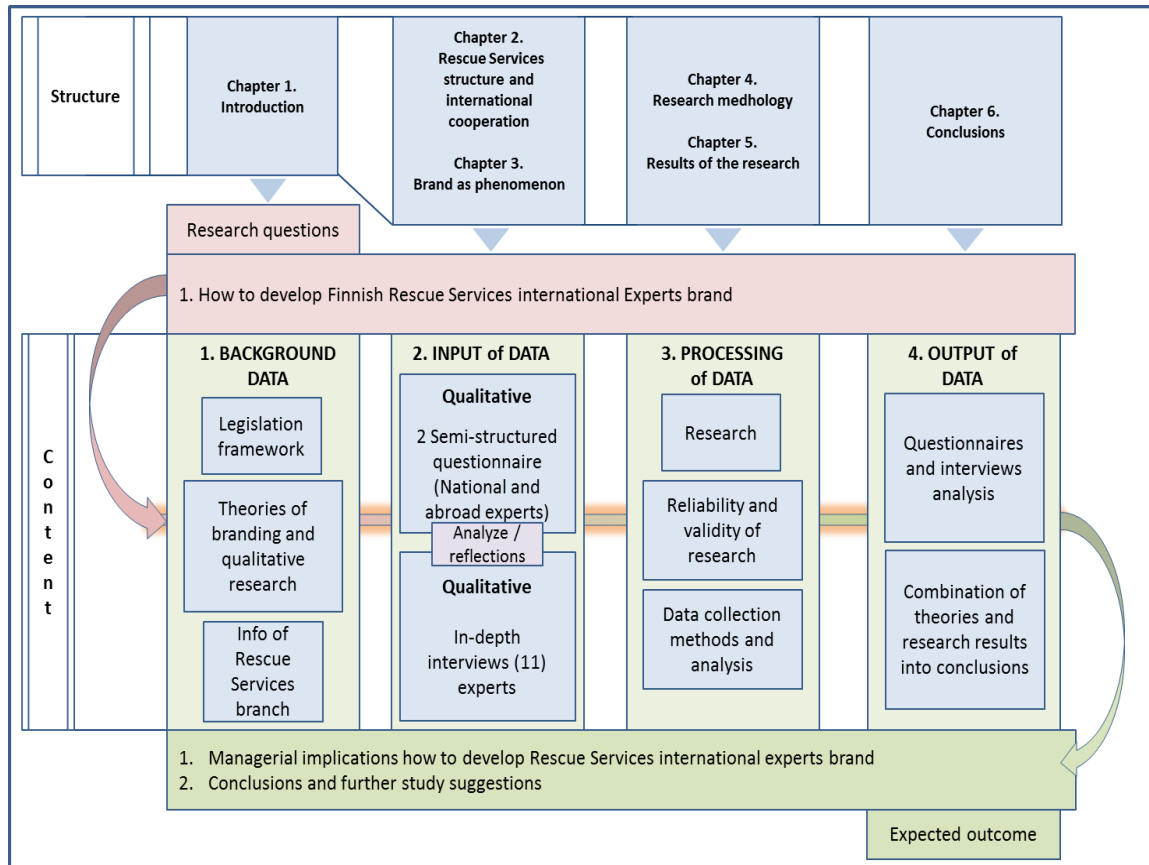 Structure
Chapter 1.
Introduction
Chapter 2.
Rescue Services
structure and
international
cooperation
Chapter 3.
Brand as phenomenon
Chapter 4.
Research medhology
Chapter 5.
Results of the research
Chapter 6.
Conclusions
Research questions
1. How to develop Finnish Rescue Services international Experts brand
Content
1. BACKGROUND
DATA
Legislation
framework
Theories of
branding and
qualitative
research
Info of
Rescue
Services
branch
2. INPUT of DATA
Qualitative
2 Semi-structured
questionnaire
(National and
abroad experts)
Analyze /
reflections
Qualitative
In-depth
interviews (11)
experts
3. PROCESSING
of DATA
Research
Reliability and
validity of
research
Data collection
methods and
analysis
4. OUTPUT of
DATA
Questionnaires
and interviews
analysis
Combination of
theories and
research results
into conclusions
1. Managerial implications how to develop Rescue Services international experts brand
2. Conclusions and further study suggestions
Expected outcome